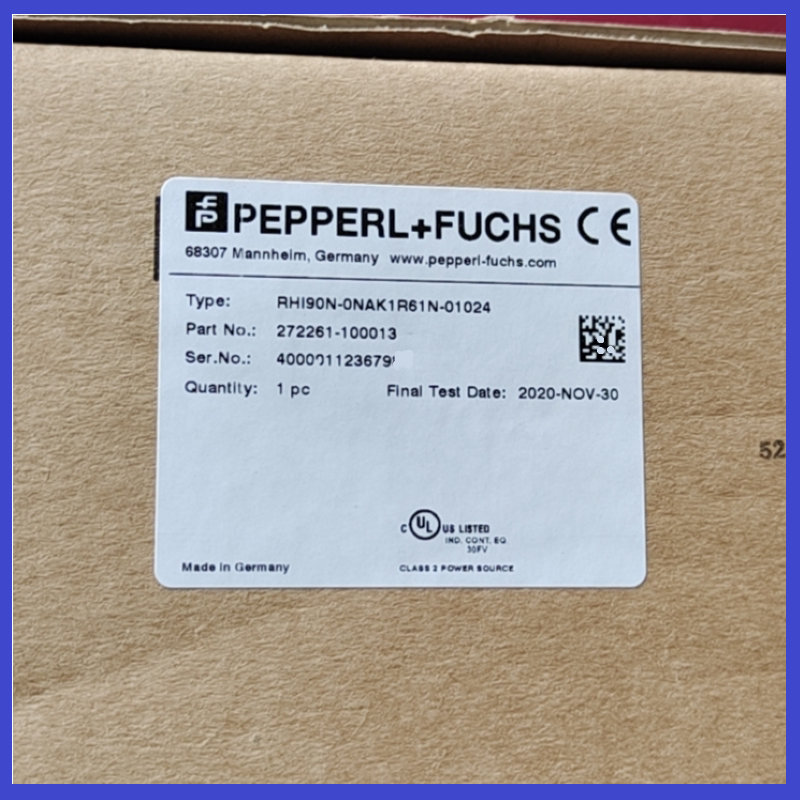 PEPPERL+FUCHS CE
68307 Mannheim, Germany www.pepperl-fuchs.com
Type: RHI90N-0NAK1R61N-01024
Part No.: 272261-100013
Ser.No.:
Quantity: 1 pc Final Test Date: 2020-NOV-30
52
C UL US LISTED
IND. CONT. EQ.
30FV
Made in Germany CLASS 2 POWER SOURCE